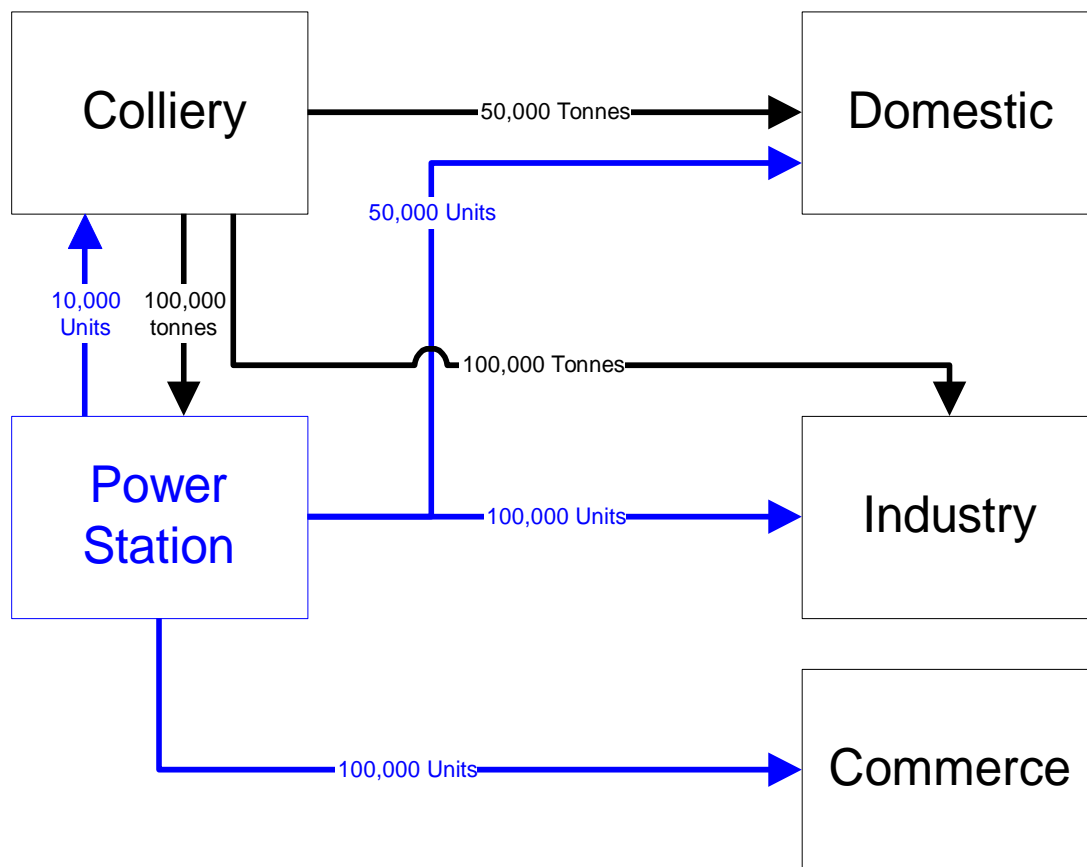 Colliery
50,000 Tonnes
Domestic
50,000 Units
10,000
Units
100,000
tonnes
100,000 Tonnes
Power
Station
100,000 Units
Industry
100,000 Units
Commerce